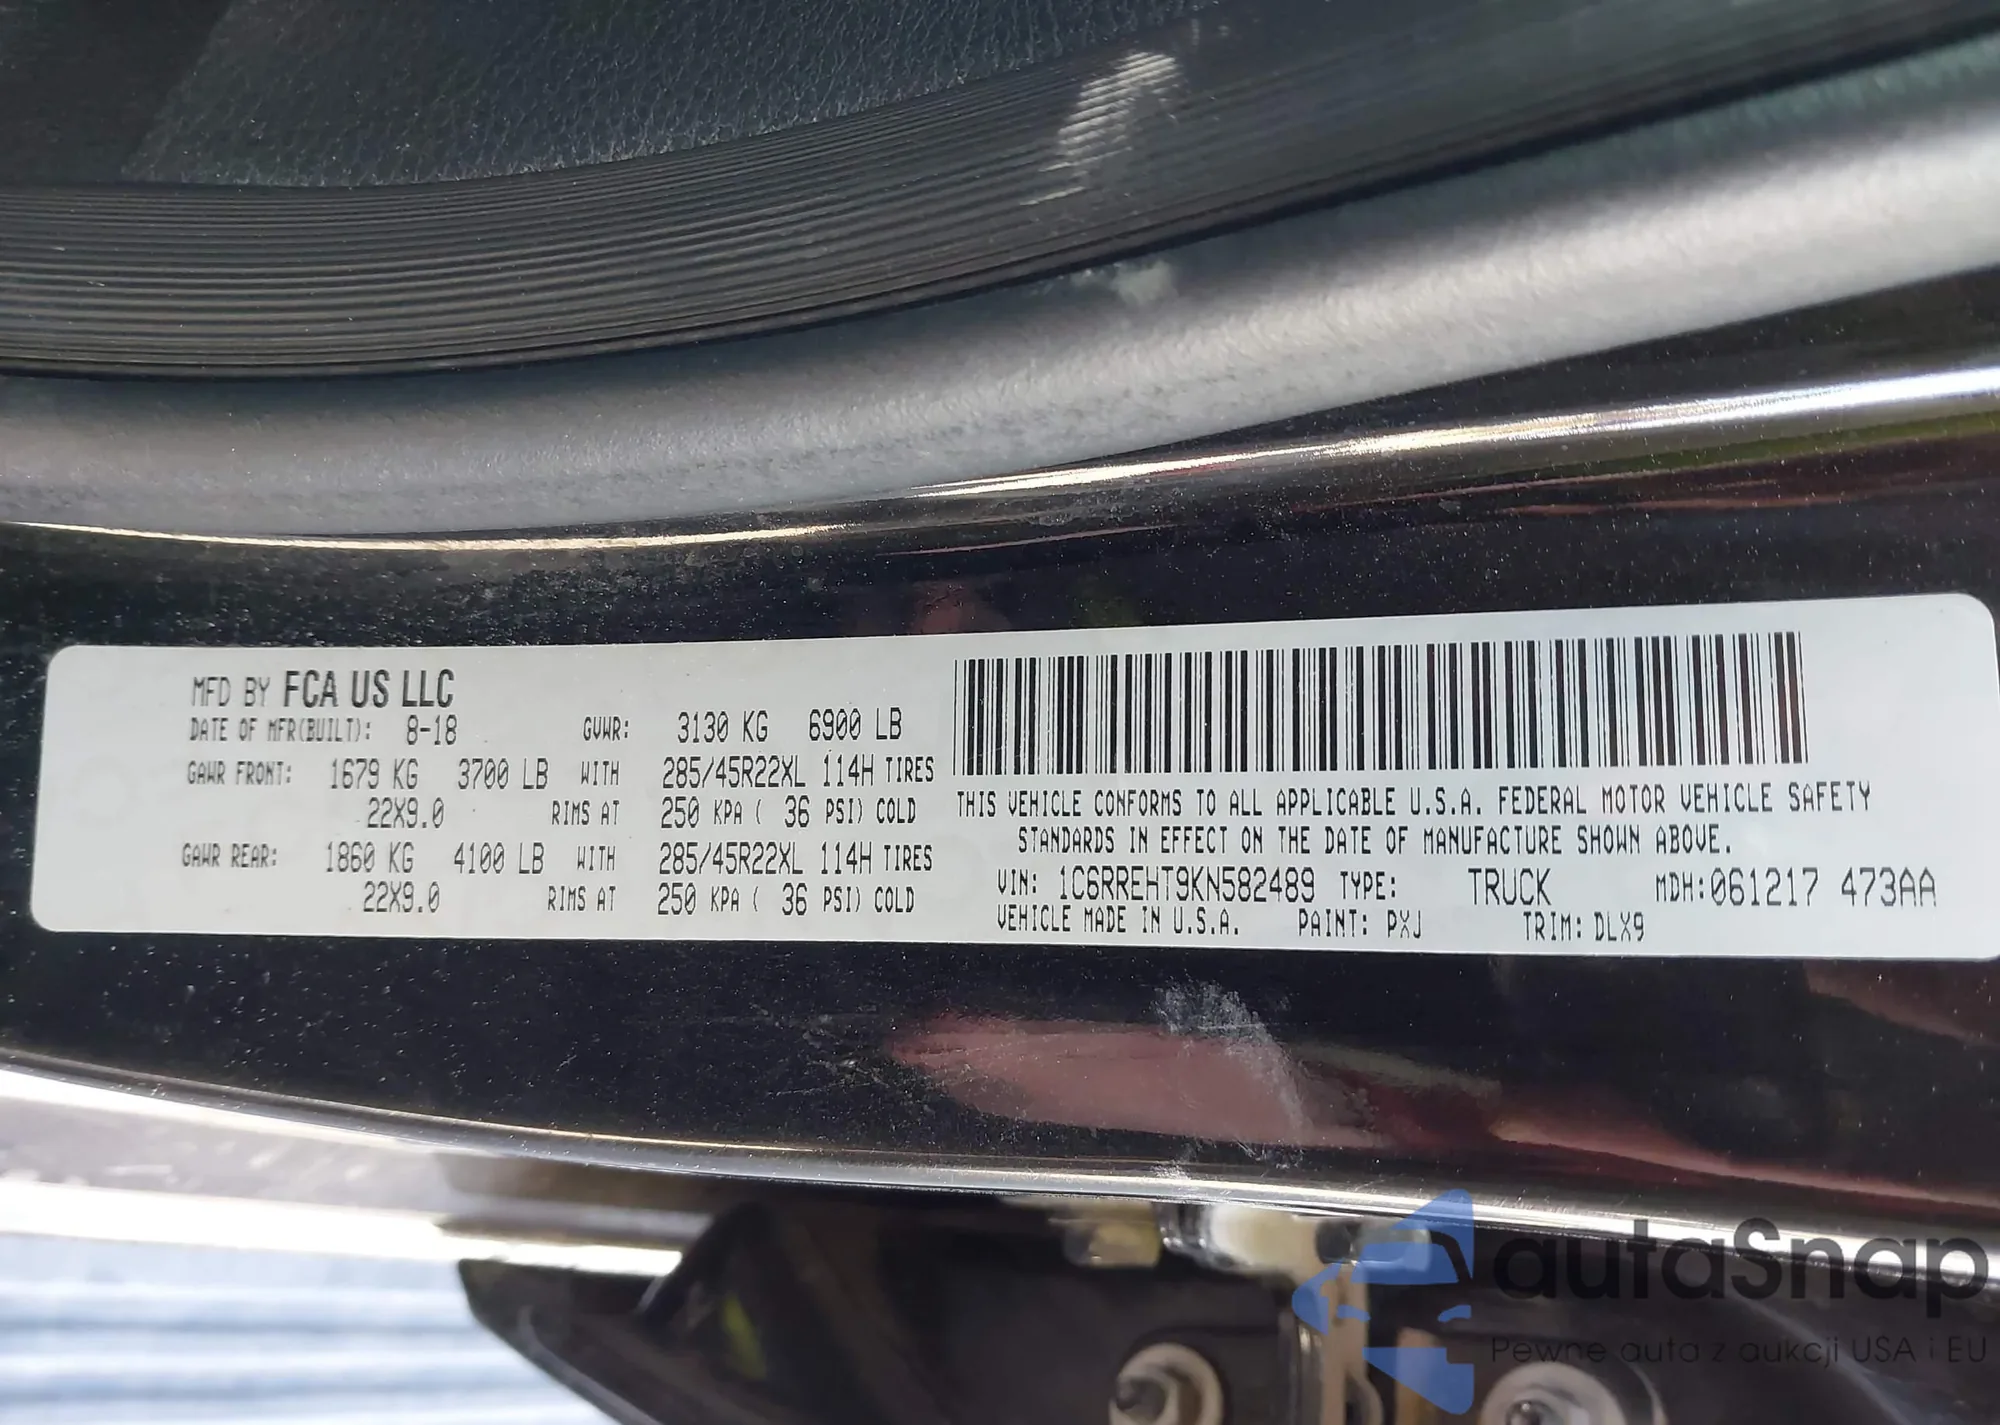 MFD BY FCA US LLC
DATE OF MFR(BUILT): 8-18 GVWR: 3130 KG 6900 LB
GAWR FRONT: 1679 KG 3700 LB WITH 285/45R22XL 114H TIRES
22X9.0 RIMS AT 250 KPA ( 36 PSI) COLD
GAWR REAR: 1860 KG 4100 LB WITH 285/45R22XL 114H TIRES
22X9.0 RIMS AT 250 KPA ( 36 PSI) COLD
THIS VEHICLE CONFORMS TO ALL APPLICABLE U.S.A. FEDERAL MOTOR VEHICLE SAFETY
STANDARDS IN EFFECT ON THE DATE OF MANUFACTURE SHOWN ABOVE.
VIN: 1C6RREHT9KN582489 TYPE: TRUCK MDH:061217 473AA
VEHICLE MADE IN U.S.A. PAINT: PXJ TRIM: DLX9
autaSnap
Pewne auta z aukcji USA i EU